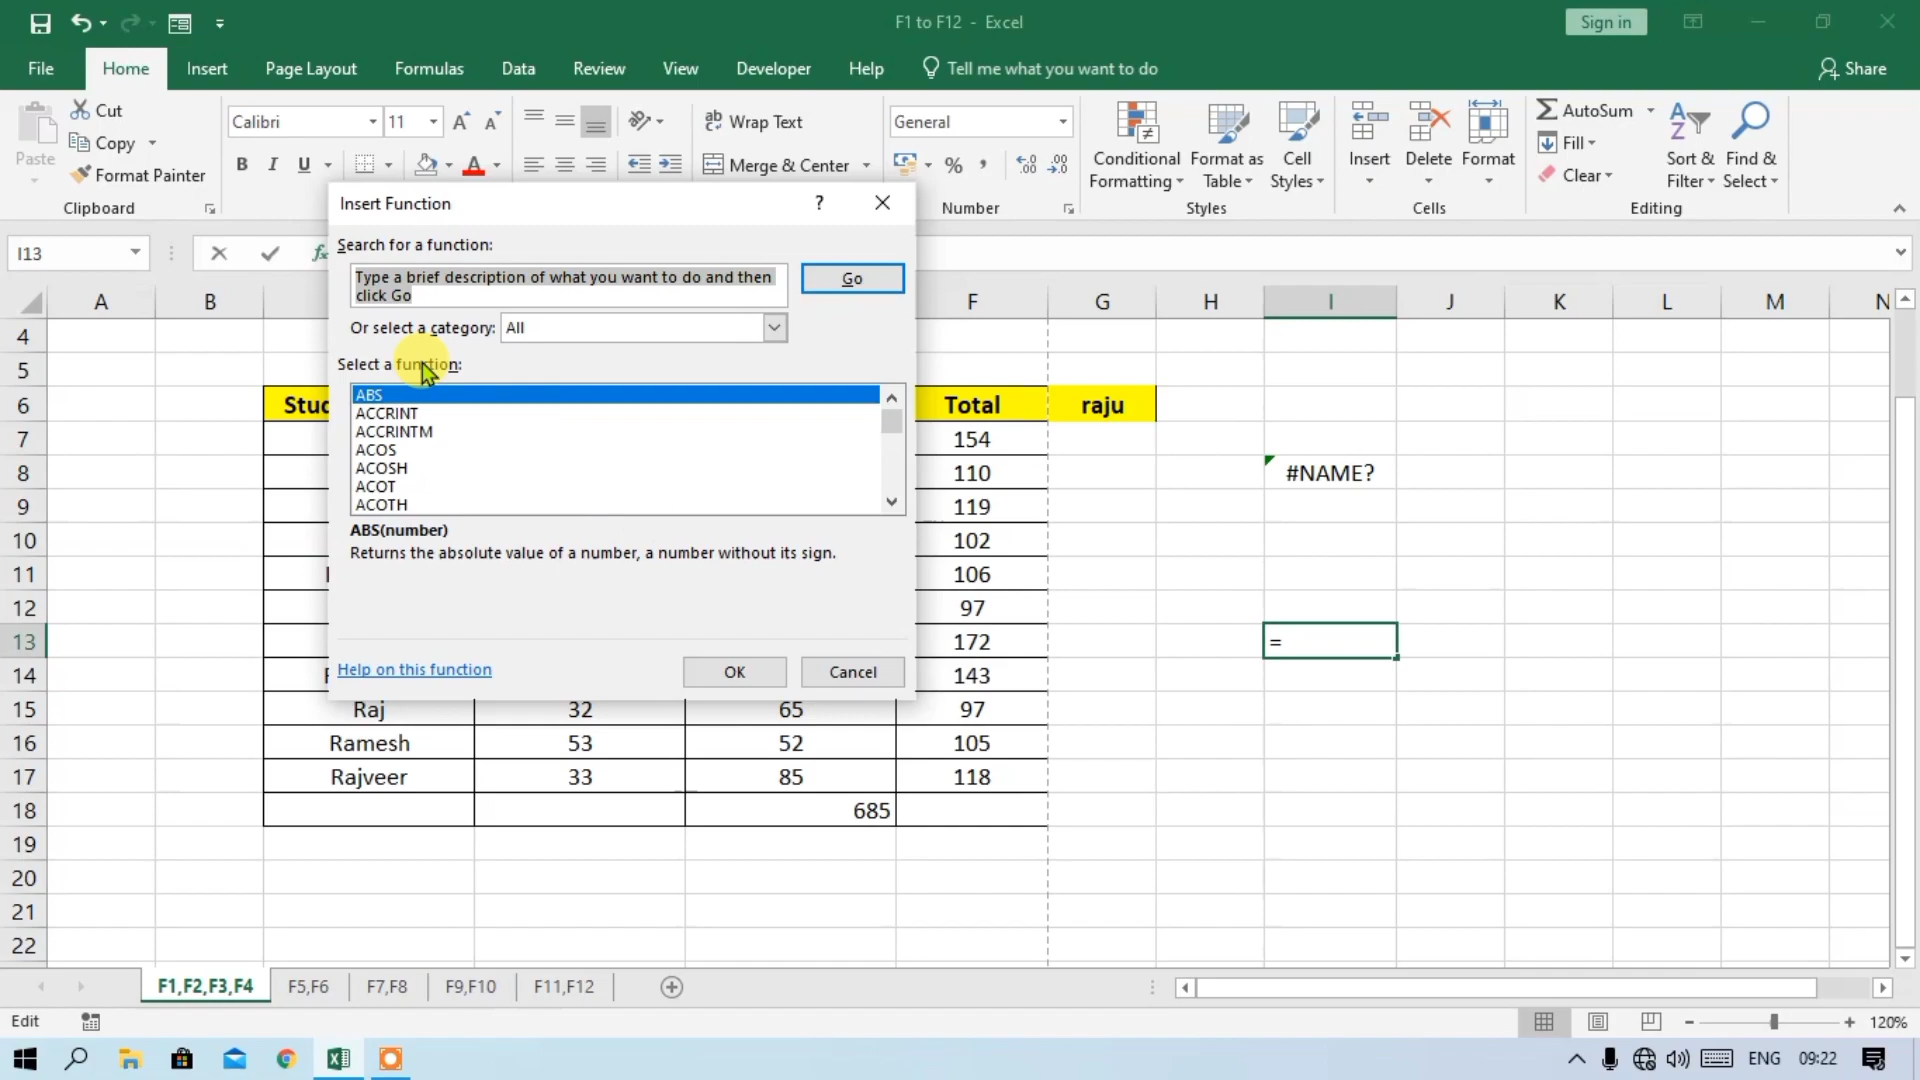 F1 to F12 - Excel
Sign in
File Home Insert Page Layout Formulas Data Review View Developer Help Tell me what you want to do Share
Paste
Cut
Copy
Format Painter
Clipboard
Calibri 11
B I U
Wrap Text
Merge & Center
General
%
Number
Conditional Formatting
Format as Table
Cell Styles
Styles
Insert
Delete
Format
Cells
AutoSum
Fill
Clear
Sort & Filter
Find & Select
Editing
I13
fx
Insert Function
?
Search for a function:
Type a brief description of what you want to do and then
click Go
Go
Or select a category: All
Select a function:
ABS
ACCRINT
ACCRINTM
ACOS
ACOSH
ACOT
ACOTH
ABS(number)
Returns the absolute value of a number, a number without its sign.
Help on this function
OK
Cancel
A B F G H I J K L M N
4
5
6 Total raju
7 154
8 110 #NAME?
9 119
10 102
11 106
12 97
13 172 =
14 143
15 Raj 32 65 97
16 Ramesh 53 52 105
17 Rajveer 33 85 118
18 685
19
20
21
22
F1,F2,F3,F4 F5,F6 F7,F8 F9,F10 F11,F12
Edit
120%
ENG 09:22